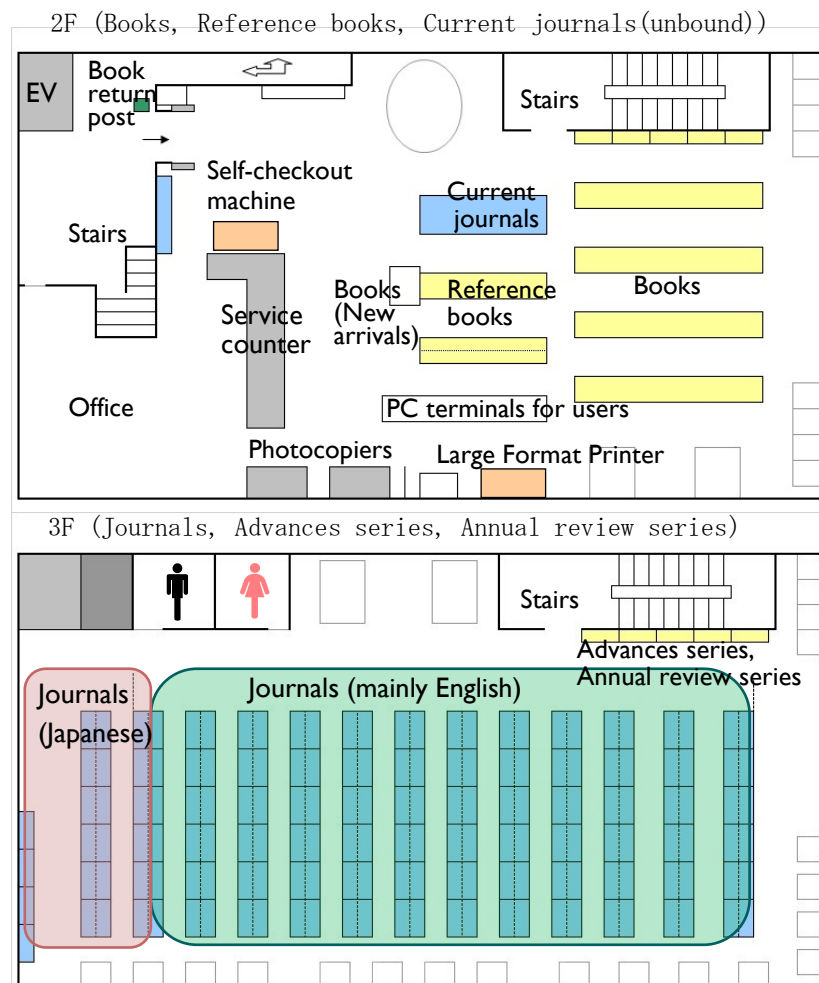 2F (Books, Reference books, Current journals(unbound))
EV
Book
return
post
Stairs
Self-checkout
machine
Current
journals
Stairs
Books
(New
arrivals)
Reference
books
Books
Service
counter
Office
PC terminals for users
Photocopiers
Large Format Printer
3F (Journals, Advances series, Annual review series)
Stairs
Advances series,
Annual review series
Journals
(Japanese)
Journals (mainly English)